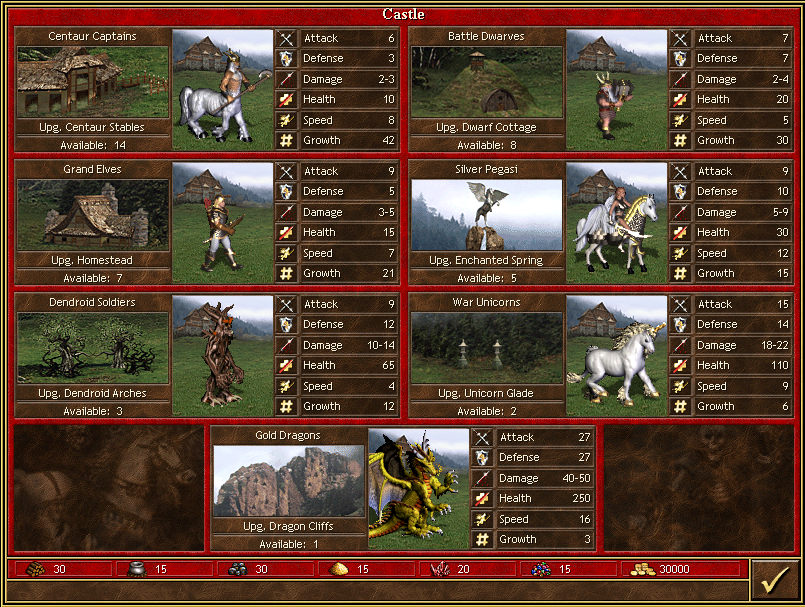 Castle
Centaur Captains
Attack 6
Defense 3
Damage 2-3
Health 10
Speed 8
Growth 42
Upg. Centaur Stables
Available: 14
Battle Dwarves
Attack 7
Defense 7
Damage 2-4
Health 20
Speed 5
Growth 30
Upg. Dwarf Cottage
Available: 8
Grand Elves
Attack 9
Defense 5
Damage 3-5
Health 15
Speed 7
Growth 21
Upg. Homestead
Available: 7
Silver Pegasi
Attack 9
Defense 10
Damage 5-9
Health 30
Speed 12
Growth 15
Upg. Enchanted Spring
Available: 5
Dendroid Soldiers
Attack 9
Defense 12
Damage 10-14
Health 65
Speed 4
Growth 12
Upg. Dendroid Arches
Available: 3
War Unicorns
Attack 15
Defense 14
Damage 18-22
Health 110
Speed 9
Growth 6
Upg. Unicorn Glade
Available: 2
Gold Dragons
Attack 27
Defense 27
Damage 40-50
Health 250
Speed 16
Growth 3
Upg. Dragon Cliffs
Available: 1
30 15 30 15 20 15 30000